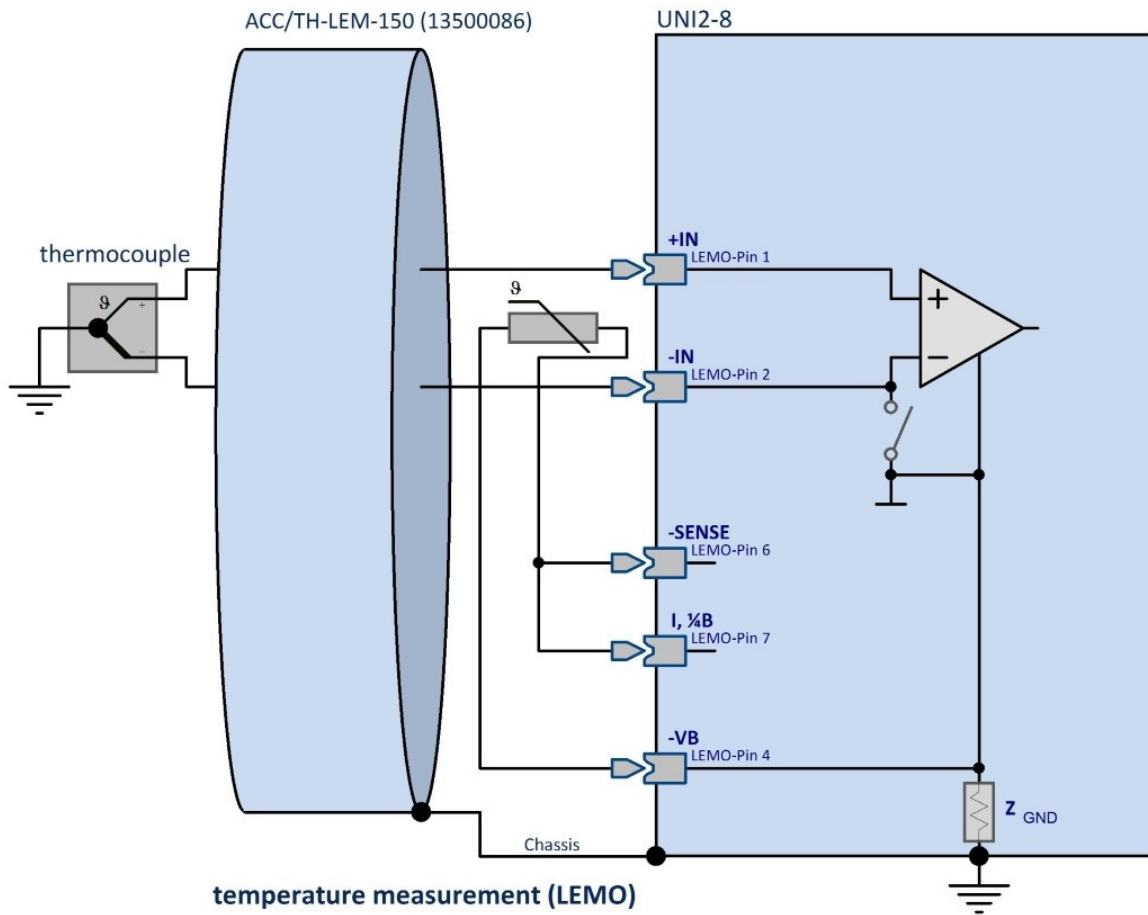 ACC/TH-LEM-150 (13500086)
UNI2-8
thermocouple
ϑ
+
−
ϑ
+IN
LEMO-Pin 1
-IN
LEMO-Pin 2
+
−
-SENSE
LEMO-Pin 6
I, ¼B
LEMO-Pin 7
-VB
LEMO-Pin 4
Z GND
Chassis
temperature measurement (LEMO)